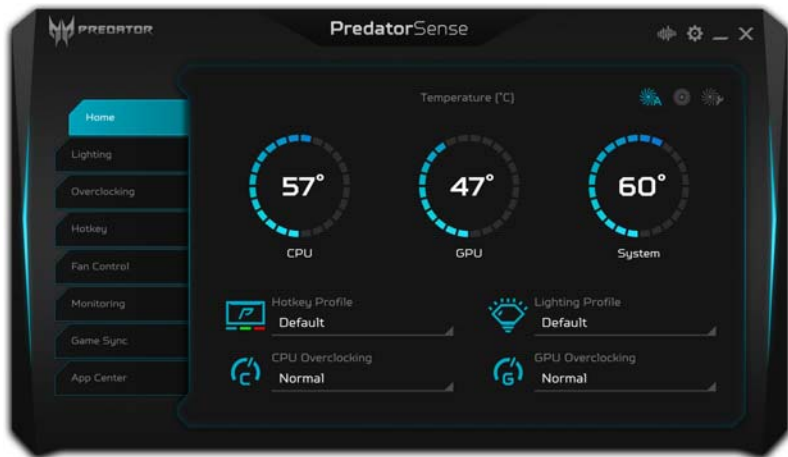 PREDATOR
PredatorSense
Home
Lighting
Overclocking
Hotkey
Fan Control
Monitoring
Game Sync
App Center
Temperature (°C)
A
57°
47°
60°
CPU
GPU
System
Hotkey Profile
Default
Lighting Profile
Default
C
CPU Overclocking
Normal
G
GPU Overclocking
Normal